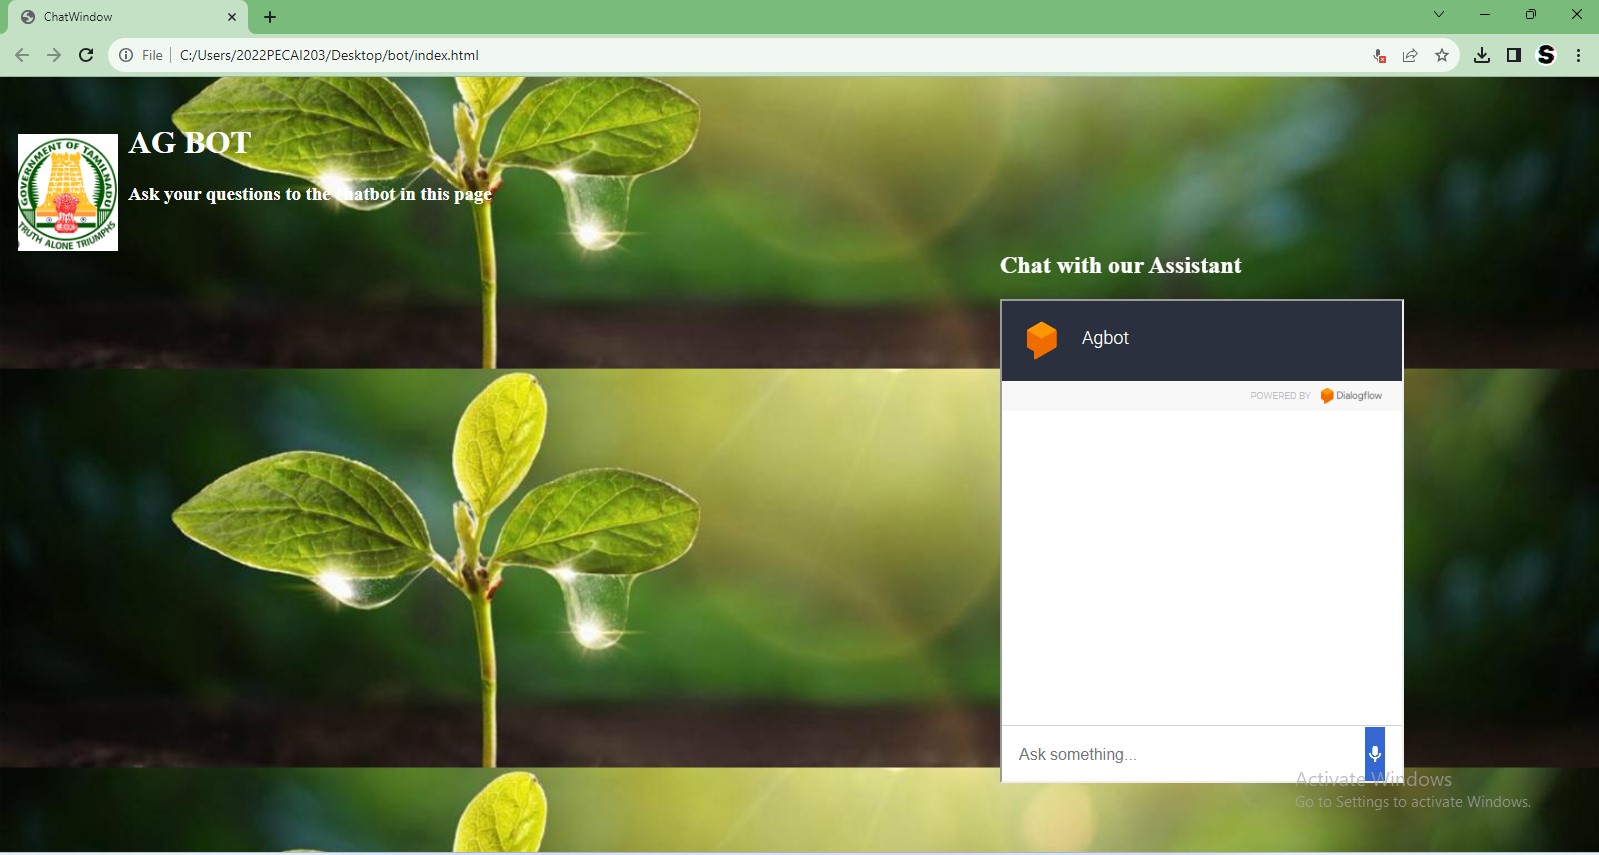 ChatWindow
File
C:/Users/2022PECAI203/Desktop/bot/index.html
AG BOT
Ask your questions to the chatbot in this page
GOVERNMENT OF TAMILNADU
TRUTH ALONE TRIUMPHS
Chat with our Assistant
Agbot
POWERED BY Dialogflow
Ask something...
Activate Windows
Go to Settings to activate Windows.